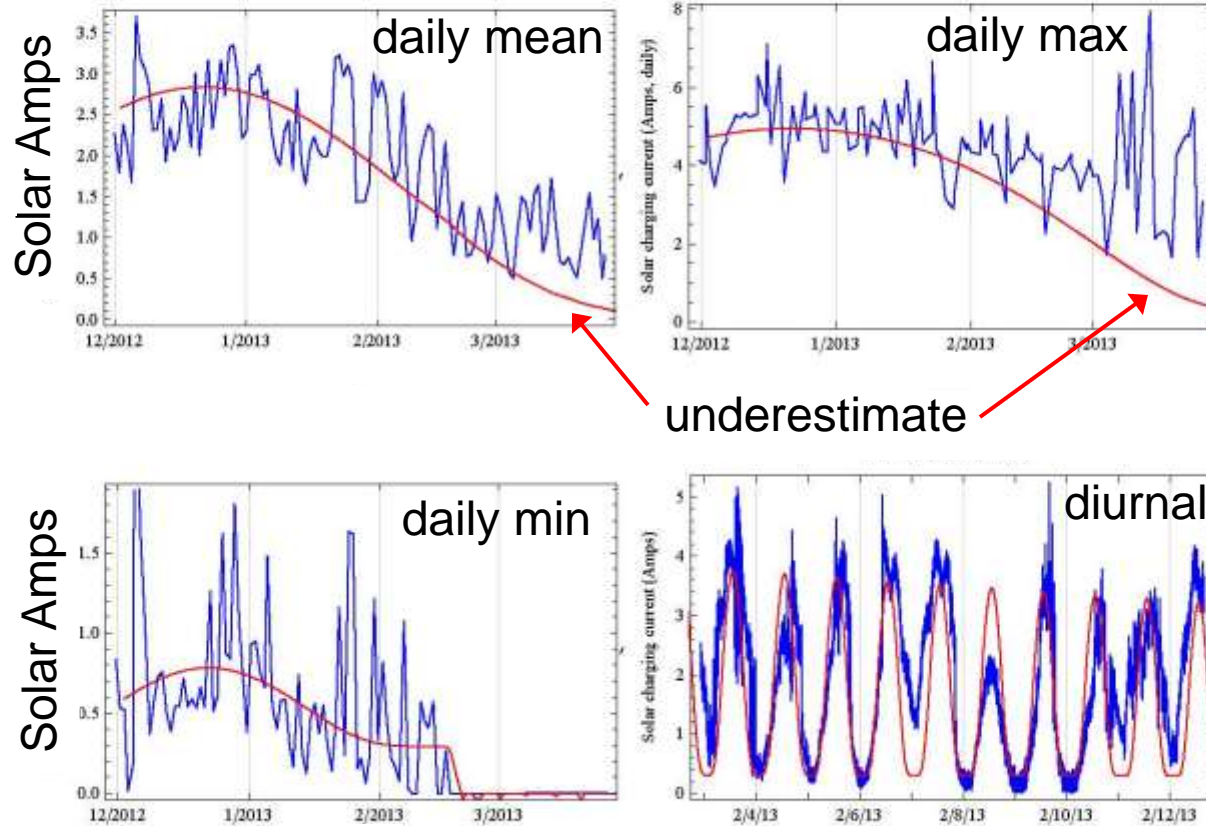 daily mean
Solar Amps
3.5
3.0
2.5
2.0
1.5
1.0
0.5
0.0
12/2012 1/2013 2/2013 3/2013
daily max
Solar charging current (Amps, daily)
8
6
4
2
0
12/2012 1/2013 2/2013 3/2013
underestimate
daily min
Solar Amps
1.5
1.0
0.5
0.0
12/2012 1/2013 2/2013 3/2013
diurnal
Solar charging current (Amps)
5
4
3
2
1
0
2/4/13 2/6/13 2/8/13 2/10/13 2/12/13